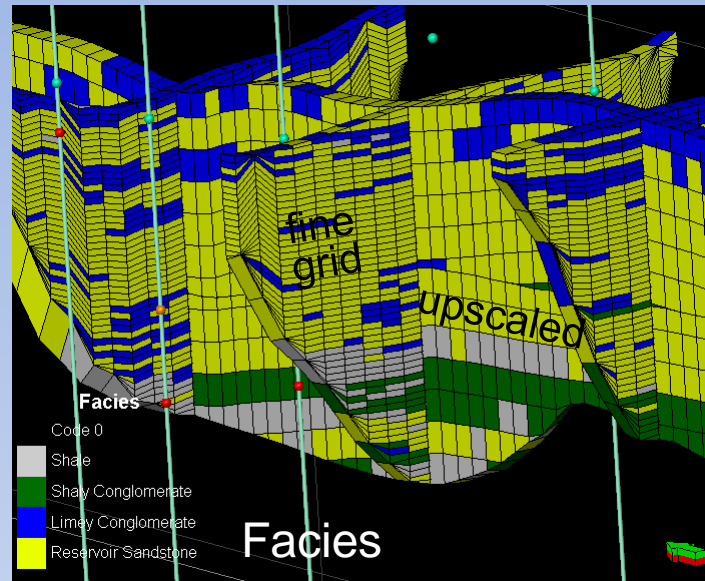 fine
grid
upscaled
Facies
Code 0
Shale
Shaly Conglomerate
Limey Conglomerate
Reservoir Sandstone
Facies